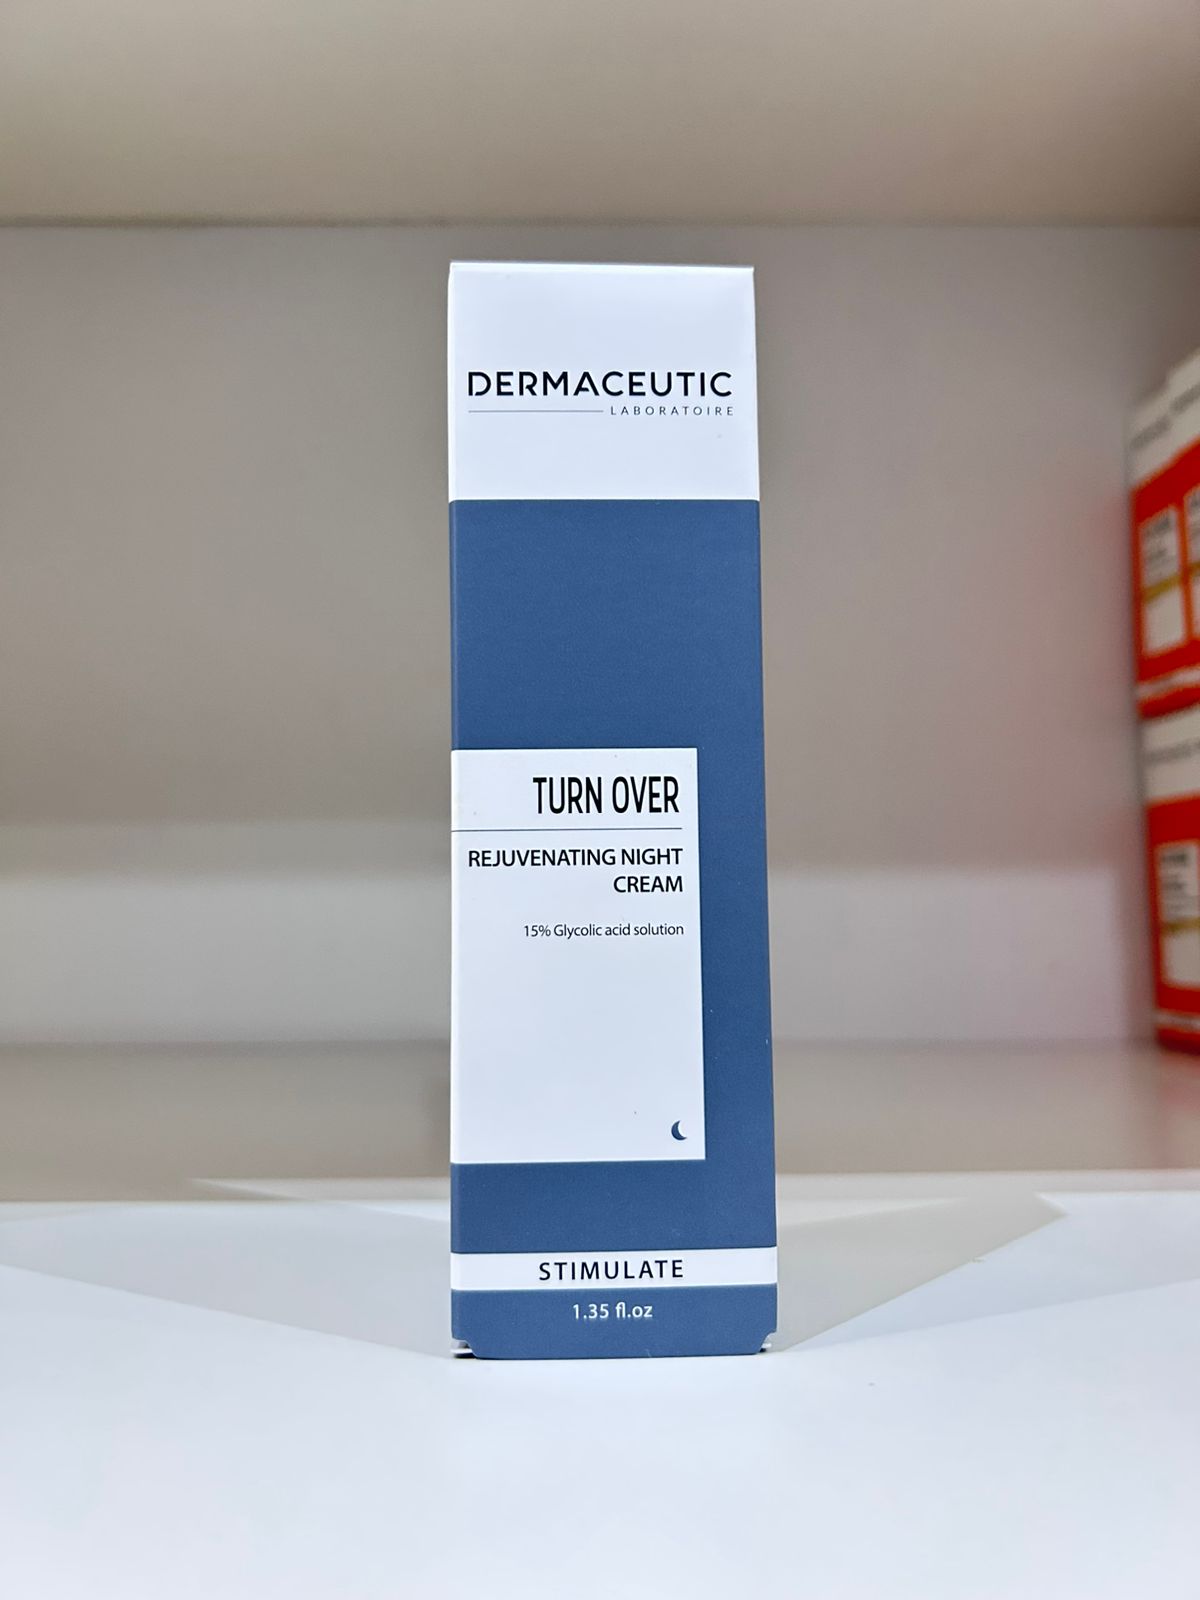 DERMACEUTIC
LABORATOIRE
TURN OVER
REJUVENATING NIGHT
CREAM
15% Glycolic acid solution
STIMULATE
1.35 fl.oz